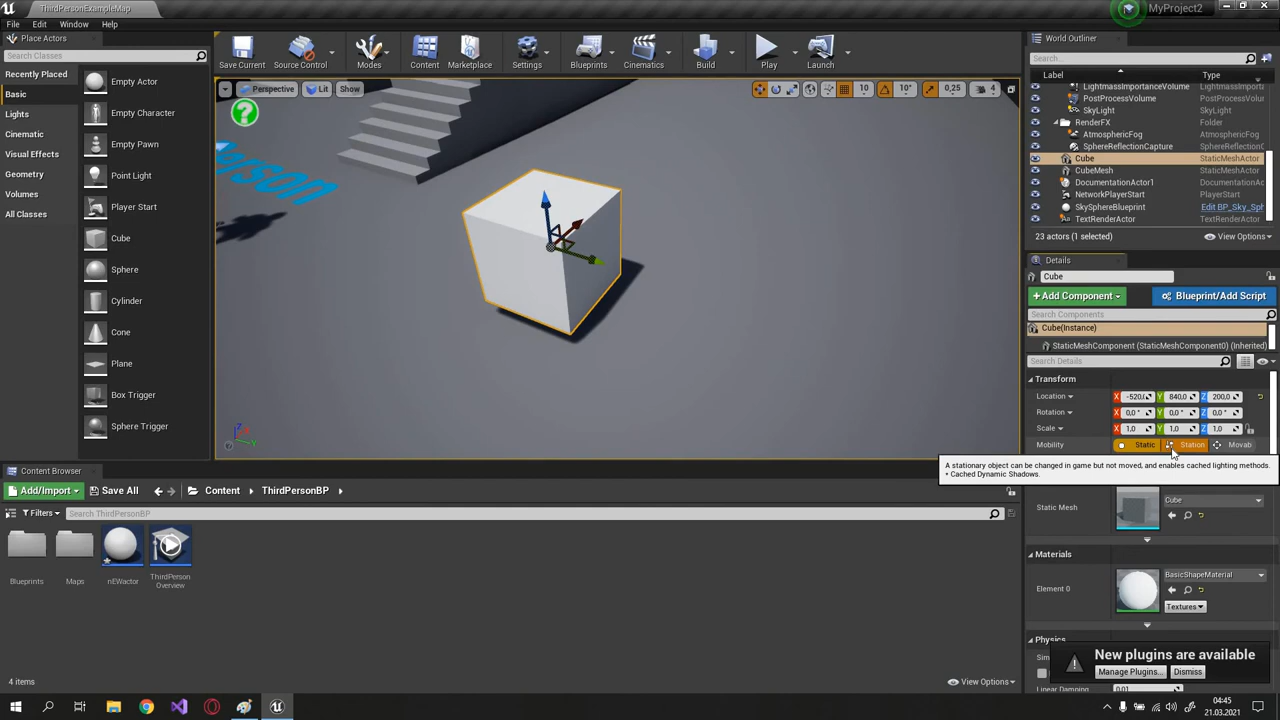 ThirdPersonExampleMap
MyProject2
File Edit Window Help
Place Actors
Search Classes
Recently Placed
Basic
Lights
Cinematic
Visual Effects
Geometry
Volumes
All Classes
Empty Actor
Empty Character
Empty Pawn
Point Light
Player Start
Cube
Sphere
Cylinder
Cone
Plane
Box Trigger
Sphere Trigger
Save Current
Source Control
Modes
Content
Marketplace
Settings
Blueprints
Cinematics
Build
Play
Launch
Perspective Lit Show
10 10° 0,25 4
erson
World Outliner
Search...
Label Type
LightmassImportanceVolume LightmassImportanc
PostProcessVolume PostProcessVolume
SkyLight SkyLight
RenderFX Folder
AtmosphericFog AtmosphericFog
SphereReflectionCapture SphereReflectionC
Cube StaticMeshActor
CubeMesh StaticMeshActor
DocumentationActor1 DocumentationAc
NetworkPlayerStart PlayerStart
SkySphereBlueprint Edit BP_Sky_Sph
TextRenderActor TextRenderActor
23 actors (1 selected) View Options
Details
Cube
+Add Component Blueprint/Add Script
Search Components
Cube(Instance)
StaticMeshComponent (StaticMeshComponent0) (Inherited)
Search Details
Transform
Location X -520,( Y 840,0 Z 200,0
Rotation X 0,0 ° Y 0,0 ° Z 0,0 °
Scale X 1,0 Y 1,0 Z 1,0
Mobility Static Station Movab
A stationary object can be changed in game but not moved, and enables cached lighting methods.
• Cached Dynamic Shadows.
Static Mesh Cube
Materials
Element 0 BasicShapeMaterial
Textures
Physics
Linear Damping 0,01
New plugins are available
Manage Plugins... Dismiss
Content Browser
Add/Import Save All Content ThirdPersonBP
Filters Search ThirdPersonBP
Blueprints
Maps
nEWactor
ThirdPerson
Overview
4 items View Options
Z
Y
04:45
21.03.2021